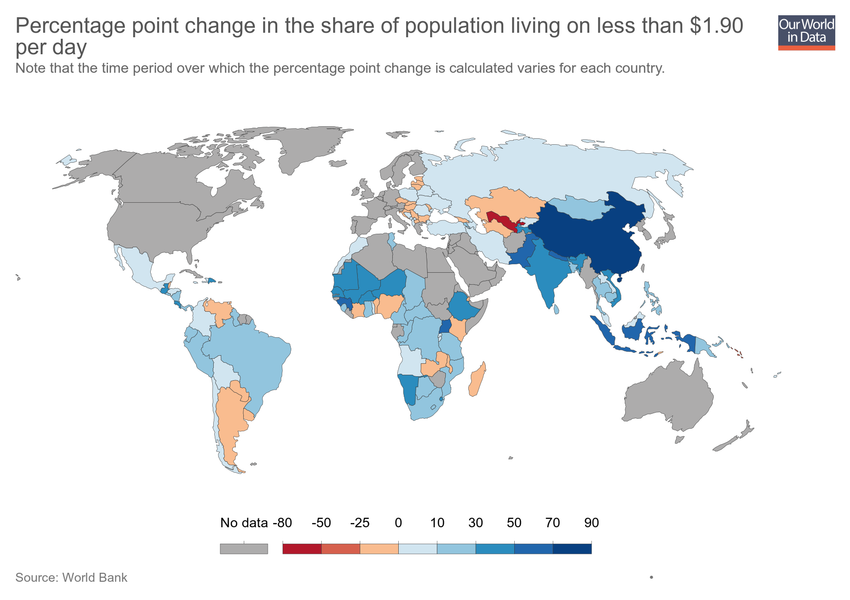 Percentage point change in the share of population living on less than $1.90
per day
Note that the time period over which the percentage point change is calculated varies for each country.
Our World
in Data
No data -80 -50 -25 0 10 30 50 70 90
Source: World Bank